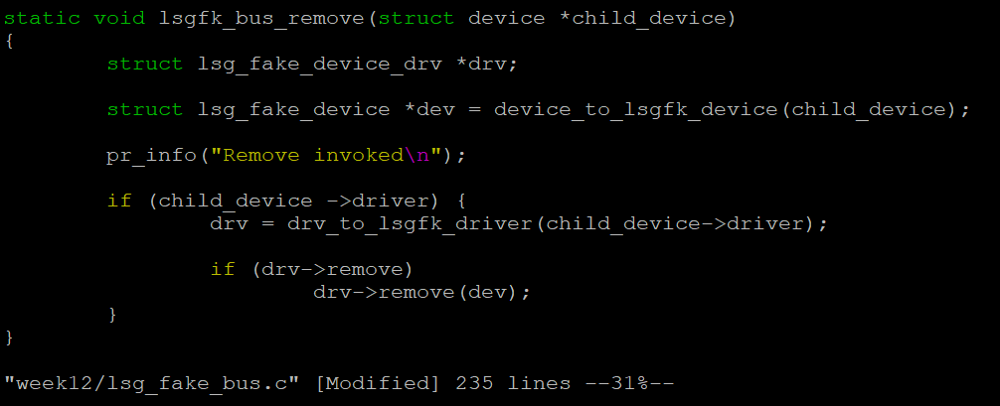 static void lsgfk_bus_remove(struct device *child_device)
{
        struct lsg_fake_device_drv *drv;

        struct lsg_fake_device *dev = device_to_lsgfk_device(child_device);

        pr_info("Remove invoked\n");

        if (child_device ->driver) {
                drv = drv_to_lsgfk_driver(child_device->driver);

                if (drv->remove)
                        drv->remove(dev);
        }
}

"week12/lsg_fake_bus.c" [Modified] 235 lines --31%--